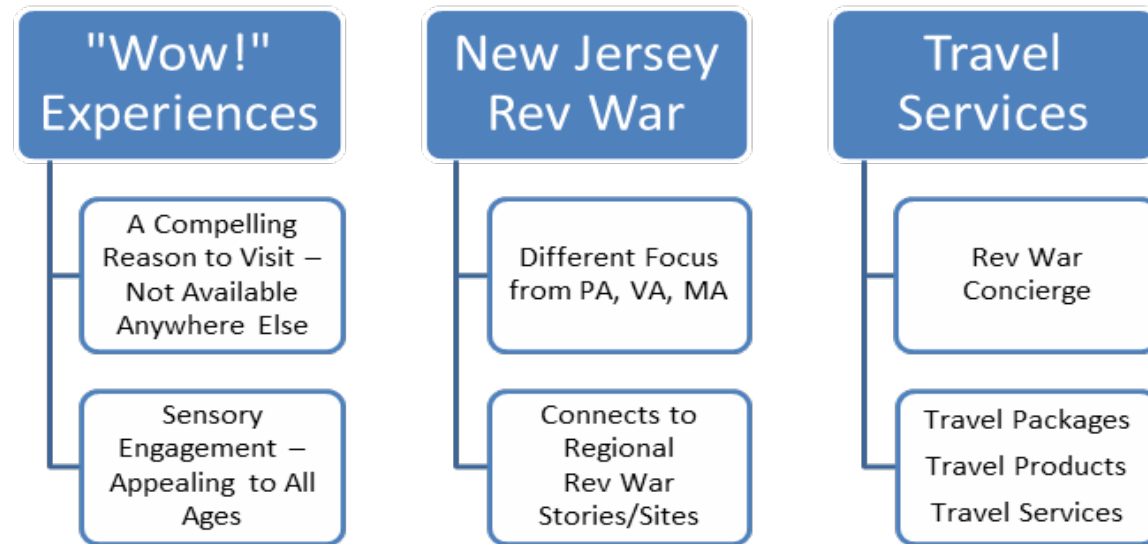 "Wow!"
Experiences
A Compelling
Reason to Visit –
Not Available
Anywhere Else
Sensory
Engagement –
Appealing to All
Ages
New Jersey
Rev War
Different Focus
from PA, VA, MA
Connects to
Regional
Rev War
Stories/Sites
Travel
Services
Rev War
Concierge
Travel Packages
Travel Products
Travel Services